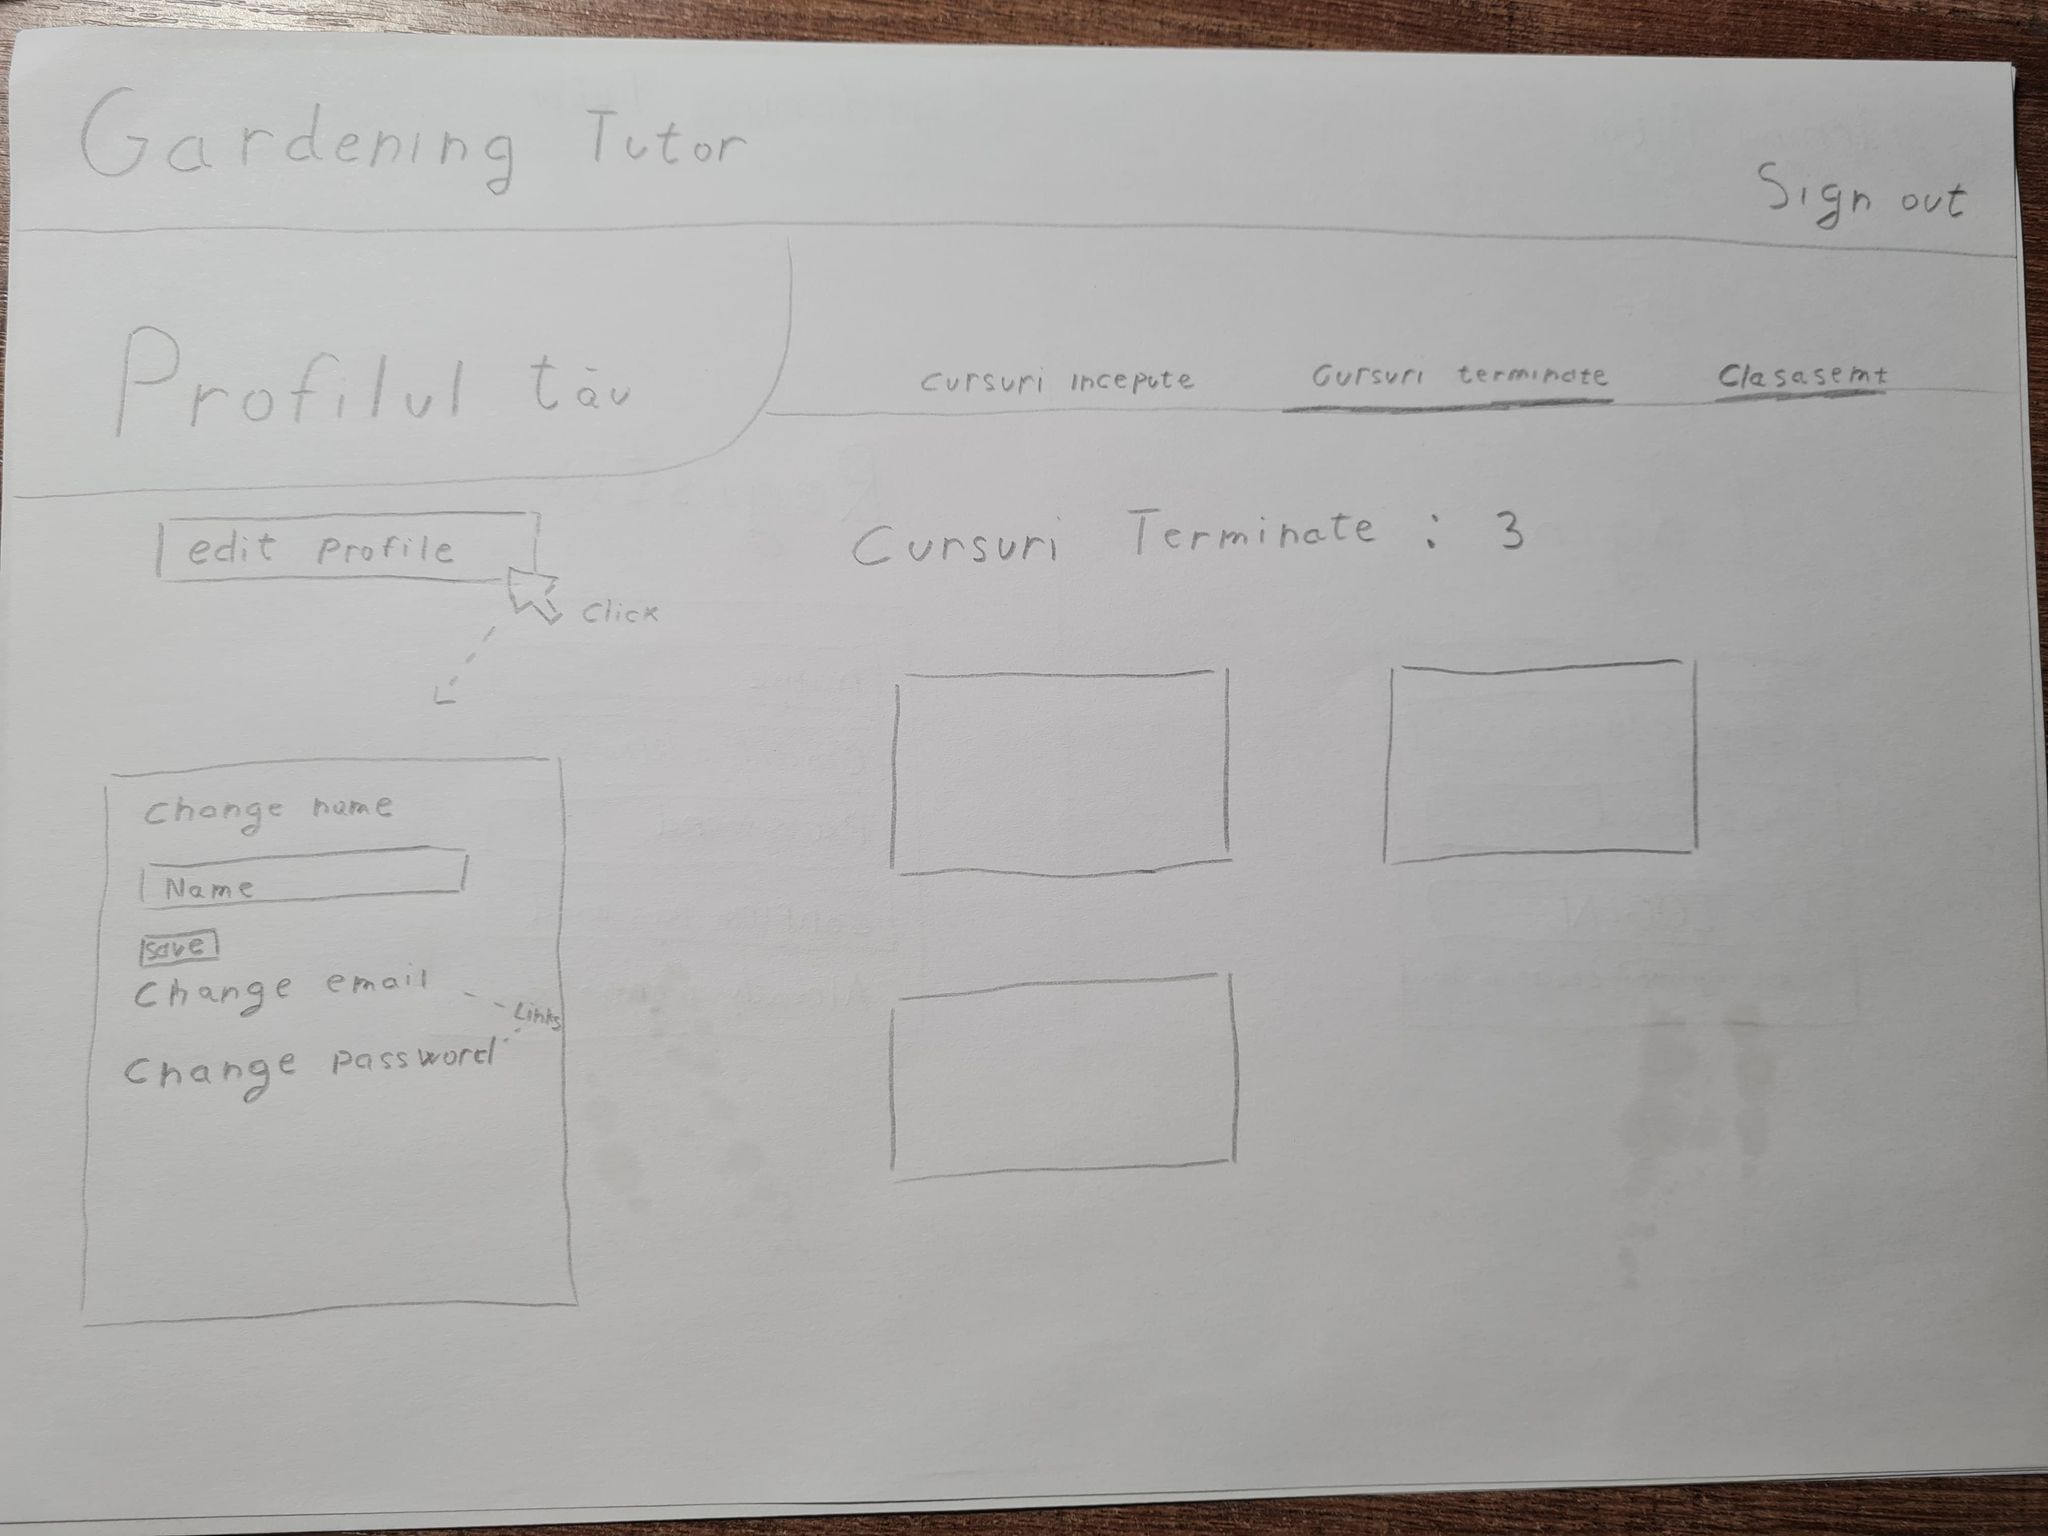 Gardening Tutor
Sign out
Profilul tău
cursuri incepute
Cursuri terminate
Clasasemt
edit profile
click
Cursuri Terminate : 3
Change name
Name
save
Change email
Links
Change password